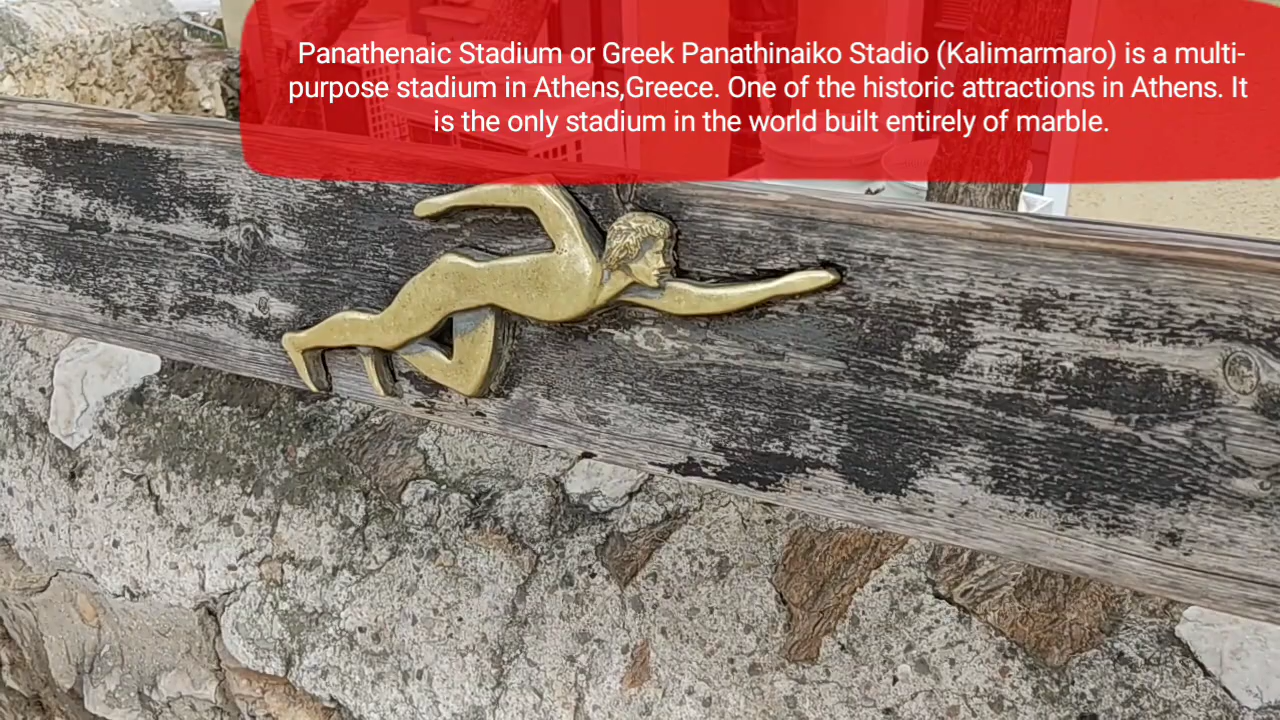 Panathenaic Stadium or Greek Panathinaiko Stadio (Kalimarmaro) is a multi-
purpose stadium in Athens,Greece. One of the historic attractions in Athens. It
is the only stadium in the world built entirely of marble.